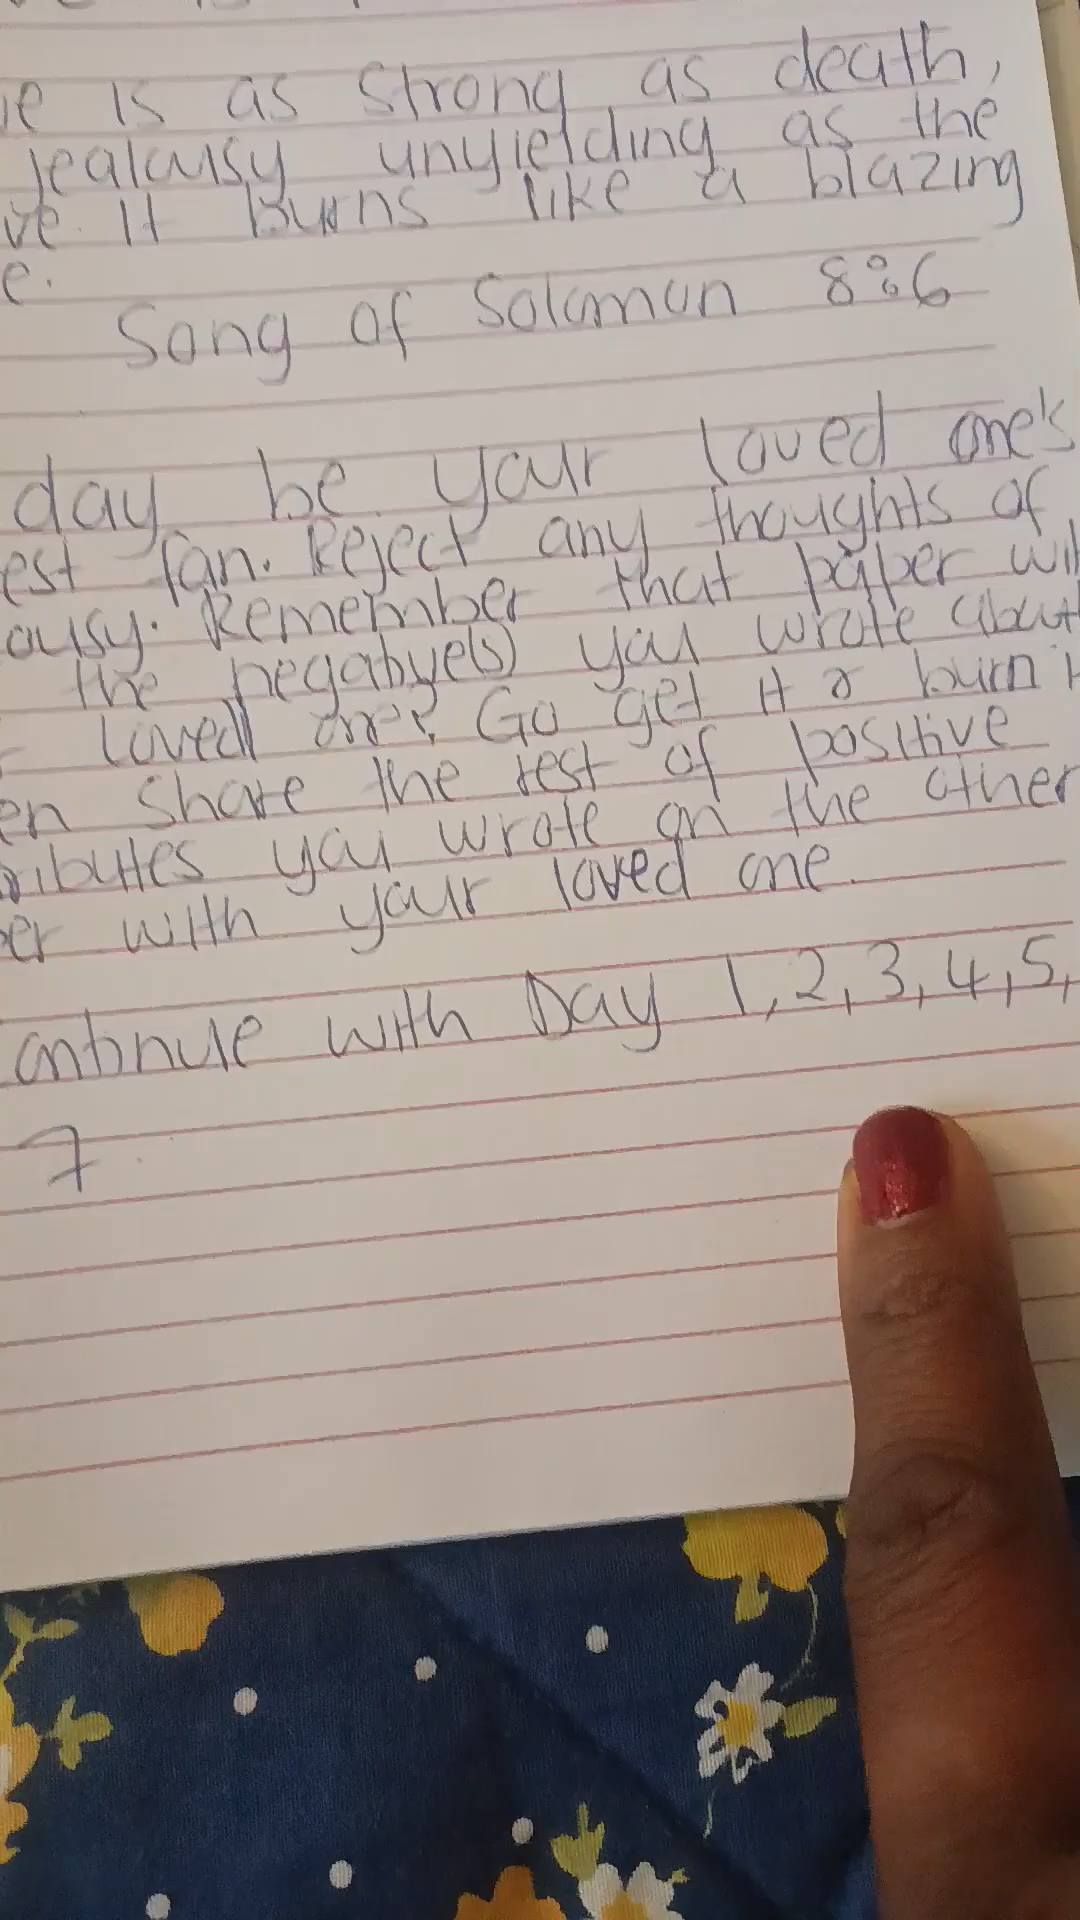 is as strong as death,
jealousy unyielding as the
It burns like a blazing
e.
Song of Solomon 8:6
day be your loved one's
est fan. Reject any thoughts of
ousy. Remember that paper wil
the negative(s) you wrote about
loved one? Go get it & burn it
en share the rest of positive
ributes you wrote on the other
er with your loved one.
ontinue with Day 1, 2, 3, 4, 5,
7